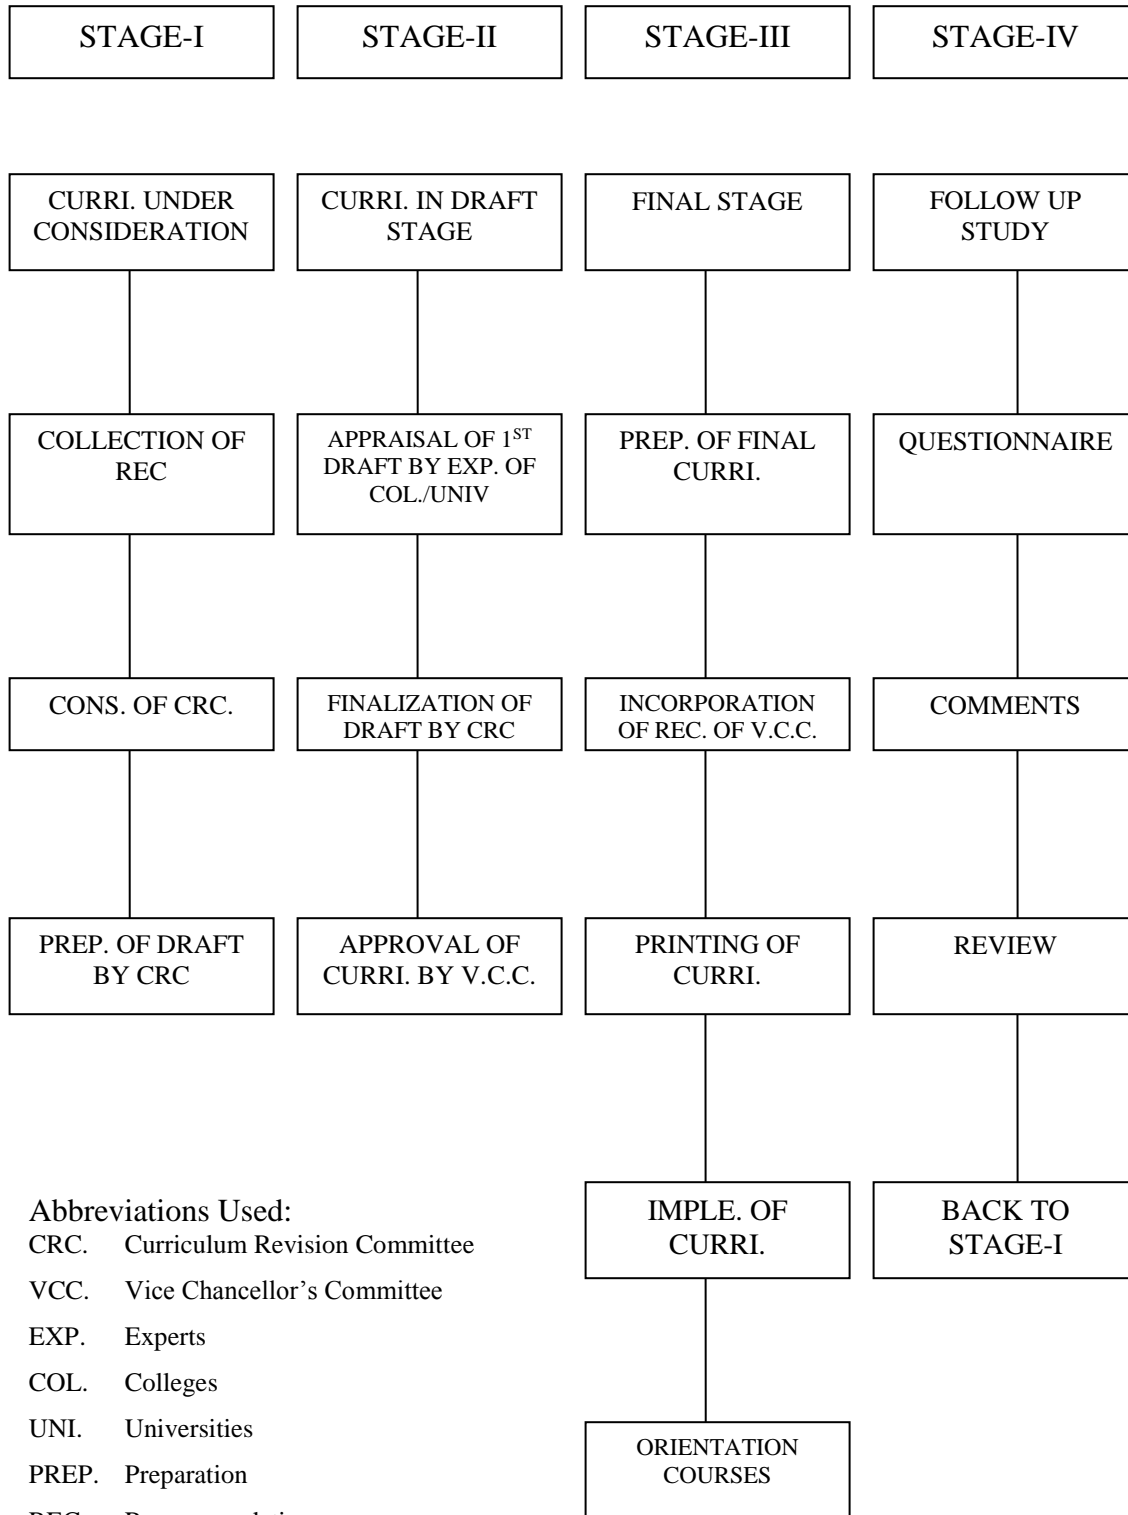 STAGE-I
STAGE-II
STAGE-III
STAGE-IV
CURRI. UNDER
CONSIDERATION
CURRI. IN DRAFT
STAGE
FINAL STAGE
FOLLOW UP
STUDY
COLLECTION OF
REC
APPRAISAL OF 1ST
DRAFT BY EXP. OF
COL./UNIV
PREP. OF FINAL
CURRI.
QUESTIONNAIRE
CONS. OF CRC.
FINALIZATION OF
DRAFT BY CRC
INCORPORATION
OF REC. OF V.C.C.
COMMENTS
PREP. OF DRAFT
BY CRC
APPROVAL OF
CURRI. BY V.C.C.
PRINTING OF
CURRI.
REVIEW
IMPLE. OF
CURRI.
BACK TO
STAGE-I
ORIENTATION
COURSES
Abbreviations Used:
CRC. Curriculum Revision Committee
VCC. Vice Chancellor’s Committee
EXP. Experts
COL. Colleges
UNI. Universities
PREP. Preparation